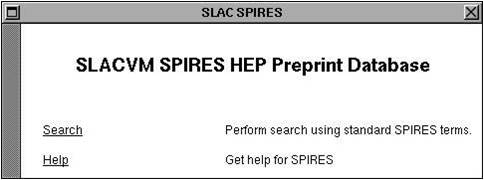 SLAC SPIRES
SLACVM SPIRES HEP Preprint Database
Search Perform search using standard SPIRES terms.
Help Get help for SPIRES